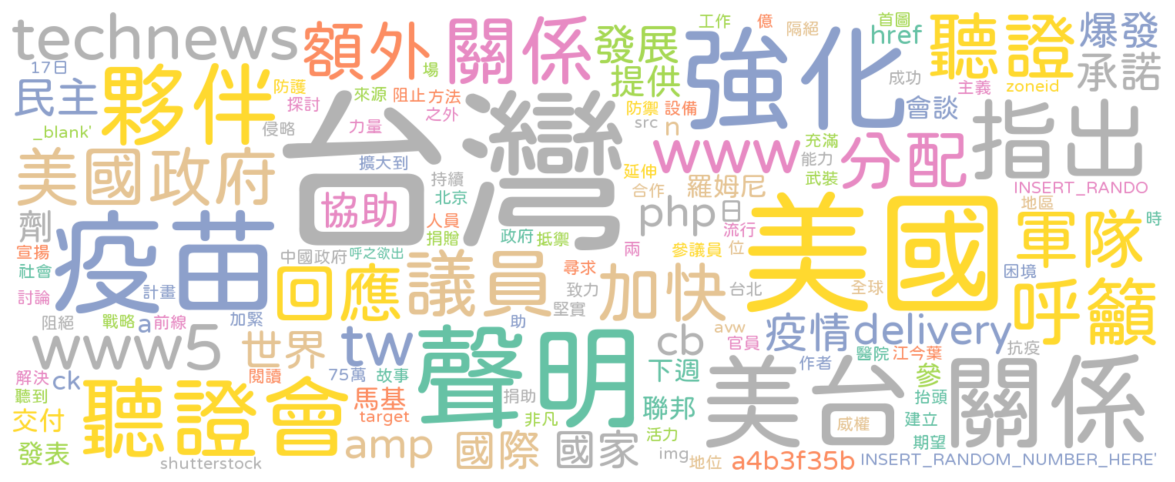 technews 額外 關係 發展 強化 工作 億 隔絕 首圖 href 聽證 爆發
17日 民主 夥伴 防護 探討 場 來源 阻止 方法 之外 提供 成功 主義 zoneid 承諾
_blank' 侵略 力量 台灣 防禦 設備 src n 會談 充滿 指出
美國政府 擴大到 協助 持續 北京 延伸 合作 www 能力 武裝 分配 INSERT_RANDO
劑 人員 捐贈 羅姆尼 php 日 流行 地區 軍隊 時
宣揚 社會 疫苗 中國政府 呼之欲出 政府 抵禦 兩 參議員 位 美國 困境
討論 計畫 回應 議員 尋求 致力 堅實 加快 台北 全球 呼籲
阻絕 戰略 a 前線 加緊 助 cb avw 官員 疫情 delivery 抗疫
www5 世界 tw 聲明 作者 醫院 江今葉
解決 ck 閱讀 75萬 故事 下週 參 美台關係
聽到 聽證會 馬基 target 捐助 非凡 聯邦 威權 抬頭 建立
交付 發表 amp 國際 國家 活力 期望
shutterstock img 地位 a4b3f35b INSERT_RANDOM_NUMBER_HERE'